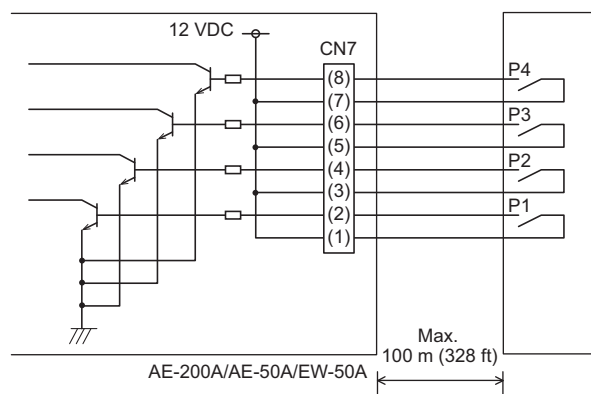 12 VDC
CN7
(8)
P4
(7)
(6)
P3
(5)
(4)
P2
(3)
(2)
P1
(1)
Max.
100 m (328 ft)
AE-200A/AE-50A/EW-50A